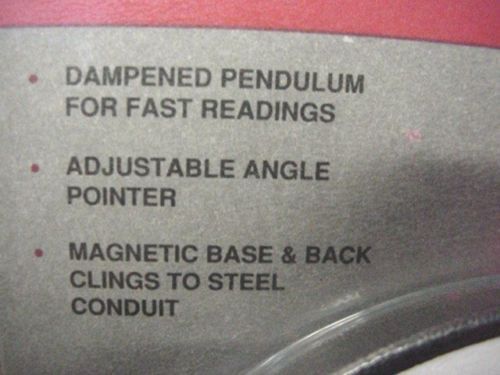 • DAMPENED PENDULUM
FOR FAST READINGS
• ADJUSTABLE ANGLE
POINTER
• MAGNETIC BASE & BACK
CLINGS TO STEEL
CONDUIT